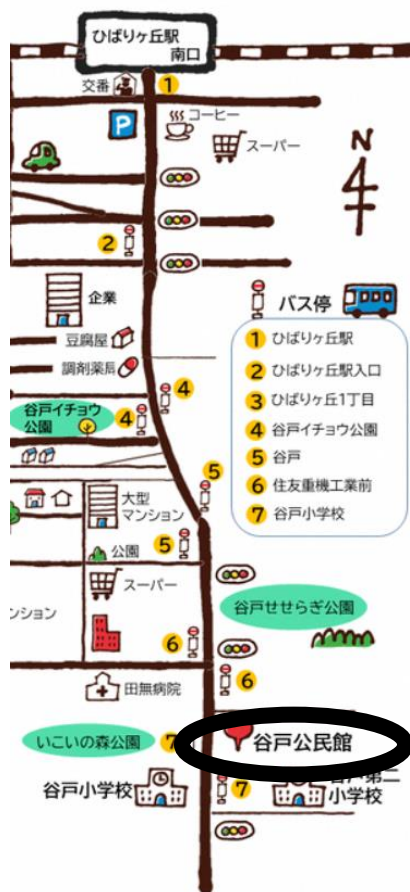 ひばりヶ丘駅
南口
交番
1
P
コーヒー
スーパー
N
2
企業
バス停
1 ひばりヶ丘駅
2 ひばりヶ丘駅入口
3 ひばりヶ丘1丁目
4 谷戸イチョウ公園
5 谷戸
6 住友重機工業前
7 谷戸小学校
豆腐屋
調剤薬局
4
谷戸イチョウ
公園
4
5
大型
マンション
5
公園
スーパー
谷戸せせらぎ公園
ンション
6
6
田無病院
いこいの森公園
7
谷戸公民館
谷戸小学校
7
谷戸第二
小学校